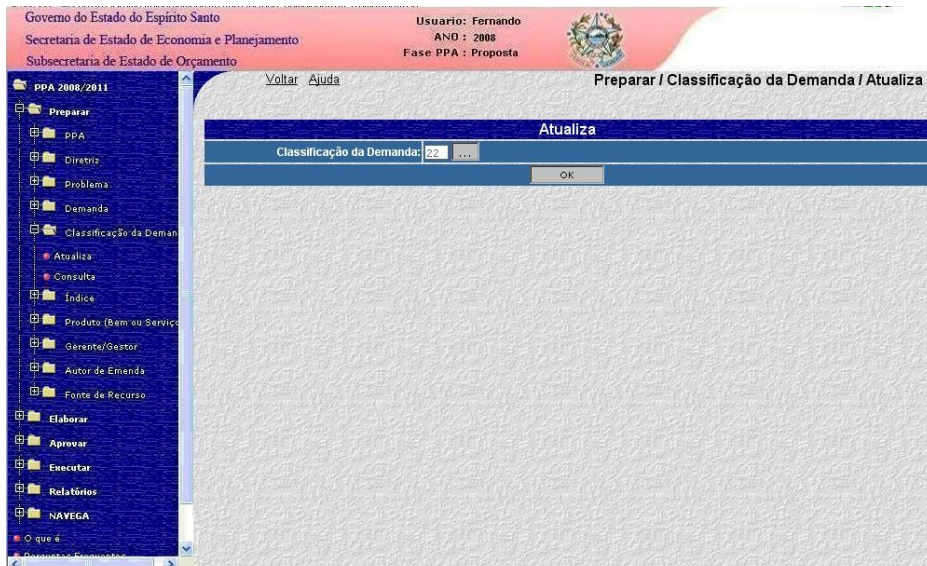 Governo do Estado do Espírito Santo
Secretaria de Estado de Economia e Planejamento
Subsecretaria de Estado de Orçamento
Usuario: Fernando
ANO : 2008
Fase PPA : Proposta
Voltar Ajuda
Preparar / Classificação da Demanda / Atualiza
PPA 2008/2011
Preparar
PPA
Diretriz
Problema
Demanda
Classificação da Deman
Atualiza
Consulta
Índice
Produto (Bem ou Serviço
Gerente/Gestor
Autor de Emenda
Fonte de Recurso
Elaborar
Aprovar
Executar
Relatórios
NAVEGA
O que é
Perguntas Frequentes
Atualiza
Classificação da Demanda: 22 ...
OK